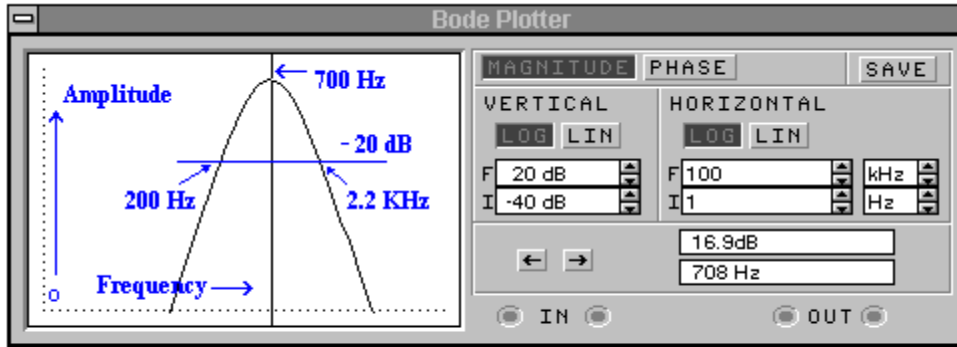 Bode Plotter
700 Hz
Amplitude
- 20 dB
200 Hz
2.2 KHz
Frequency
0
MAGNITUDE PHASE SAVE
VERTICAL
LOG LIN
F 20 dB
I -40 dB
HORIZONTAL
LOG LIN
F 100 kHz
I 1 Hz
16.9dB
708 Hz
← →
IN OUT